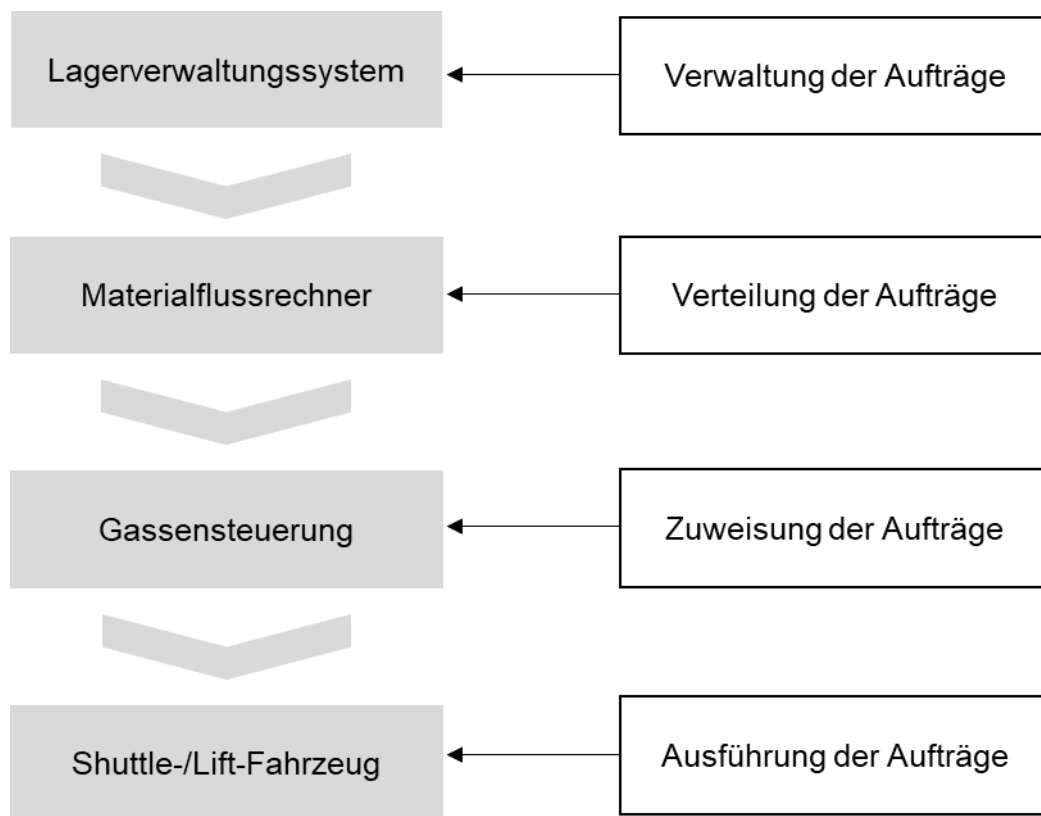 Lagerverwaltungssystem
Verwaltung der Aufträge
Materialflussrechner
Verteilung der Aufträge
Gassensteuerung
Zuweisung der Aufträge
Shuttle-/Lift-Fahrzeug
Ausführung der Aufträge